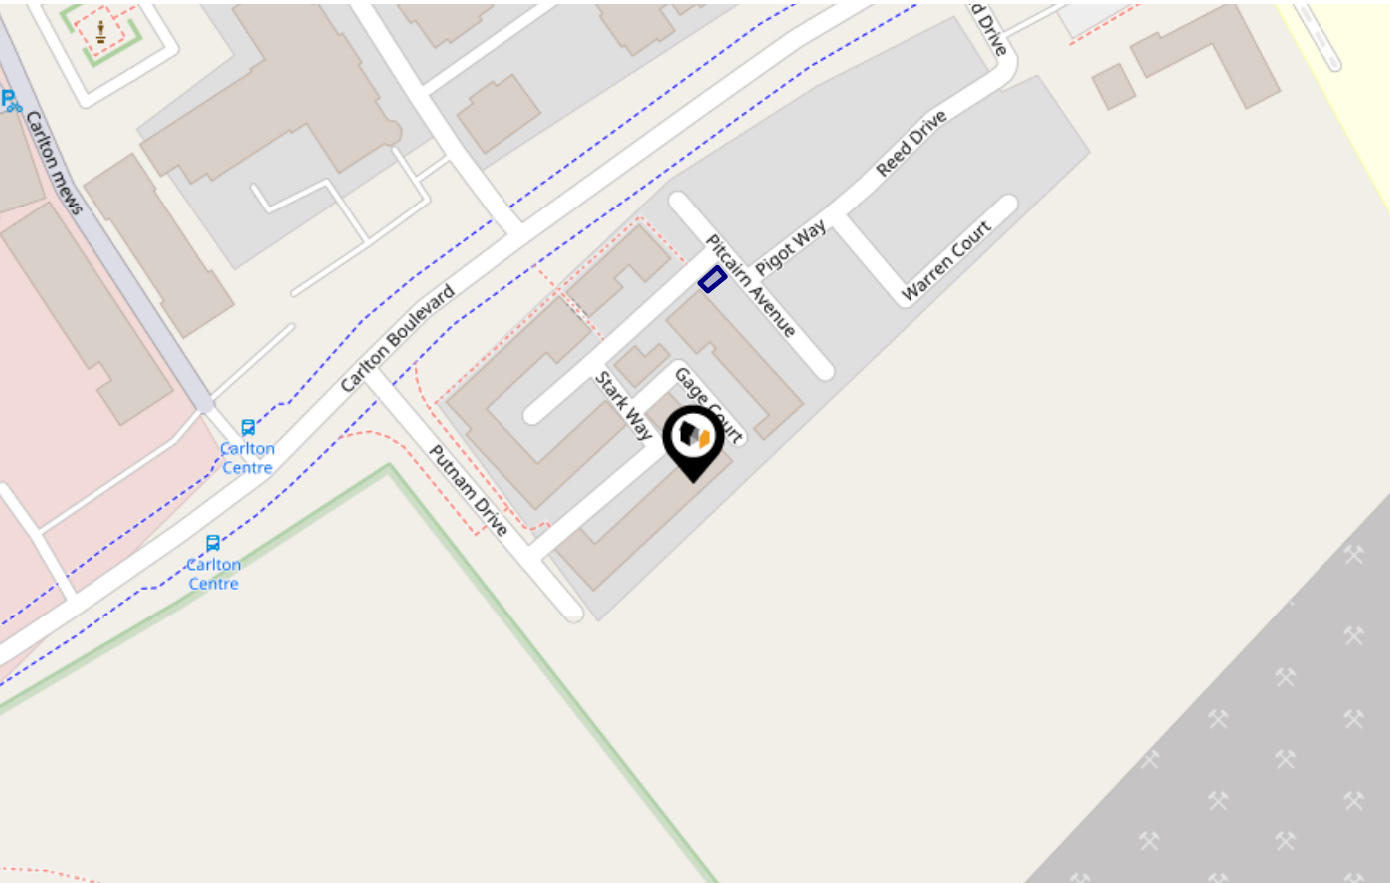 d Drive
P
Carlton mews
Reed Drive
Pitcairn Avenue
Pigot Way
Warren Court
Carlton Boulevard
Stark Way
Gage Court
Carlton
Centre
Putnam Drive
Carlton
Centre